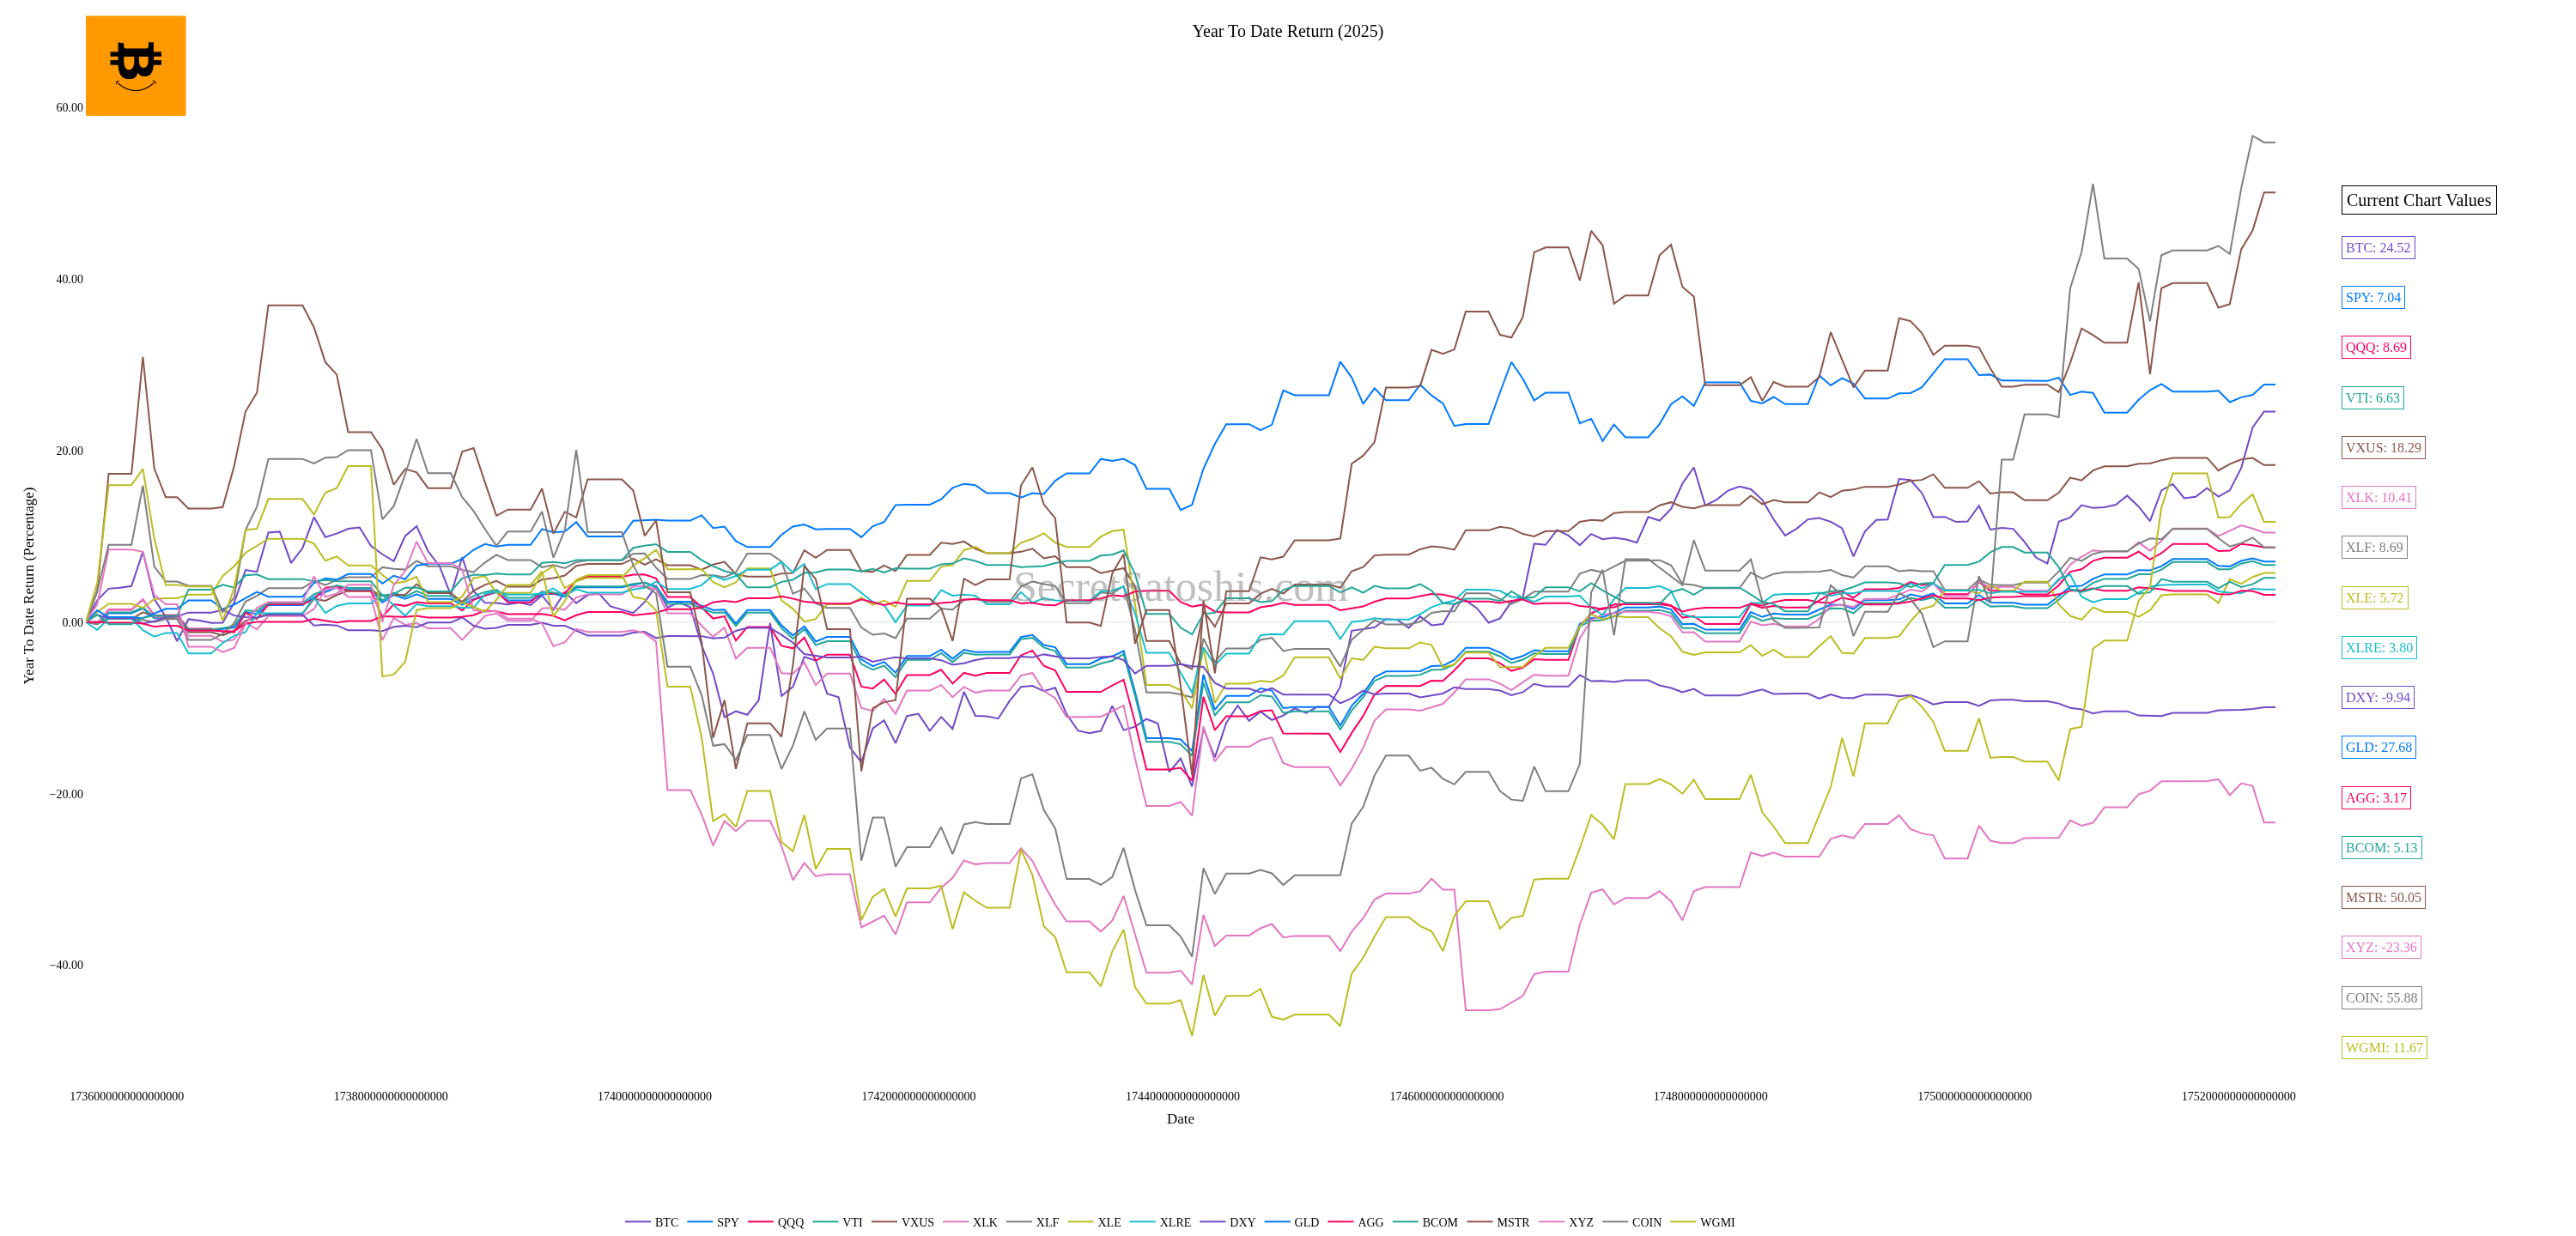 Year To Date Return (2025)
60.00
40.00
20.00
0.00
−20.00
−40.00
Year To Date Return (Percentage)
SecretSatoshis.com
Current Chart Values
BTC: 24.52
SPY: 7.04
QQQ: 8.69
VTI: 6.63
VXUS: 18.29
XLK: 10.41
XLF: 8.69
XLE: 5.72
XLRE: 3.80
DXY: -9.94
GLD: 27.68
AGG: 3.17
BCOM: 5.13
MSTR: 50.05
XYZ: -23.36
COIN: 55.88
WGMI: 11.67
1736000000000000000 1738000000000000000 1740000000000000000 1742000000000000000 1744000000000000000 1746000000000000000 1748000000000000000 1750000000000000000 1752000000000000000
Date
BTC SPY QQQ VTI VXUS XLK XLF XLE XLRE DXY GLD AGG BCOM MSTR XYZ COIN WGMI